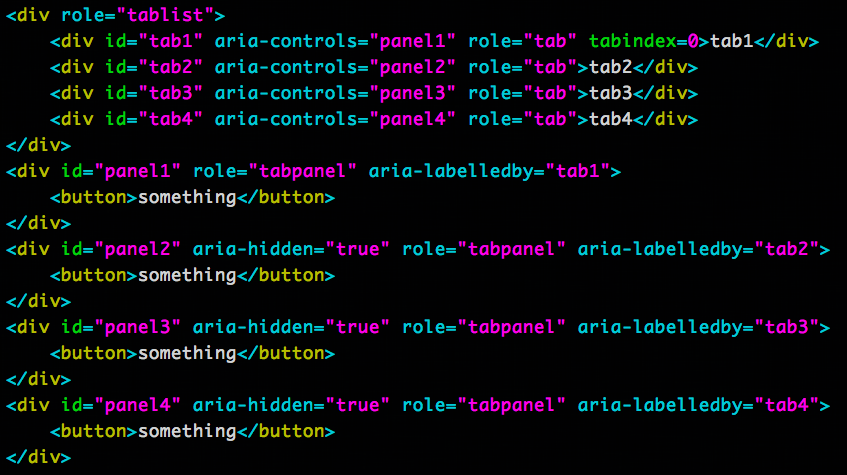 <div role="tablist">
    <div id="tab1" aria-controls="panel1" role="tab" tabindex=0>tab1</div>
    <div id="tab2" aria-controls="panel2" role="tab">tab2</div>
    <div id="tab3" aria-controls="panel3" role="tab">tab3</div>
    <div id="tab4" aria-controls="panel4" role="tab">tab4</div>
</div>
<div id="panel1" role="tabpanel" aria-labelledby="tab1">
    <button>something</button>
</div>
<div id="panel2" aria-hidden="true" role="tabpanel" aria-labelledby="tab2">
    <button>something</button>
</div>
<div id="panel3" aria-hidden="true" role="tabpanel" aria-labelledby="tab3">
    <button>something</button>
</div>
<div id="panel4" aria-hidden="true" role="tabpanel" aria-labelledby="tab4">
    <button>something</button>
</div>